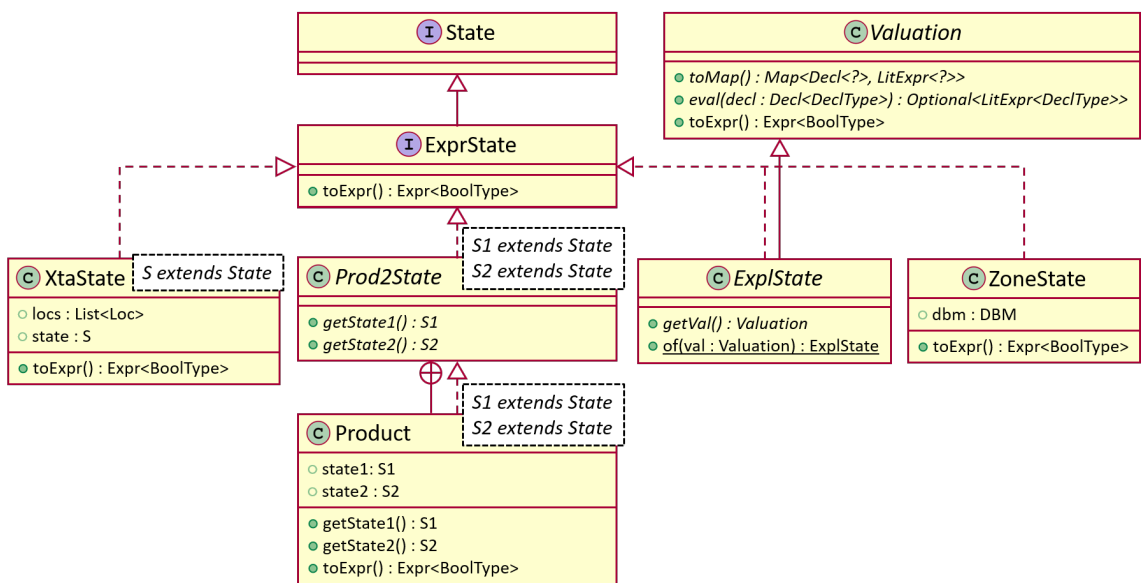 I State
C Valuation
toMap() : Map<Decl<?>, LitExpr<?>>
eval(decl : Decl<DeclType>) : Optional<LitExpr<DeclType>>
toExpr() : Expr<BoolType>
I ExprState
toExpr() : Expr<BoolType>
C XtaState
S extends State
locs : List<Loc>
state : S
toExpr() : Expr<BoolType>
C Prod2State
S1 extends State
S2 extends State
getState1() : S1
getState2() : S2
C ExplState
getVal() : Valuation
of(val : Valuation) : ExplState
C ZoneState
dbm : DBM
toExpr() : Expr<BoolType>
C Product
S1 extends State
S2 extends State
state1: S1
state2 : S2
getState1() : S1
getState2() : S2
toExpr() : Expr<BoolType>